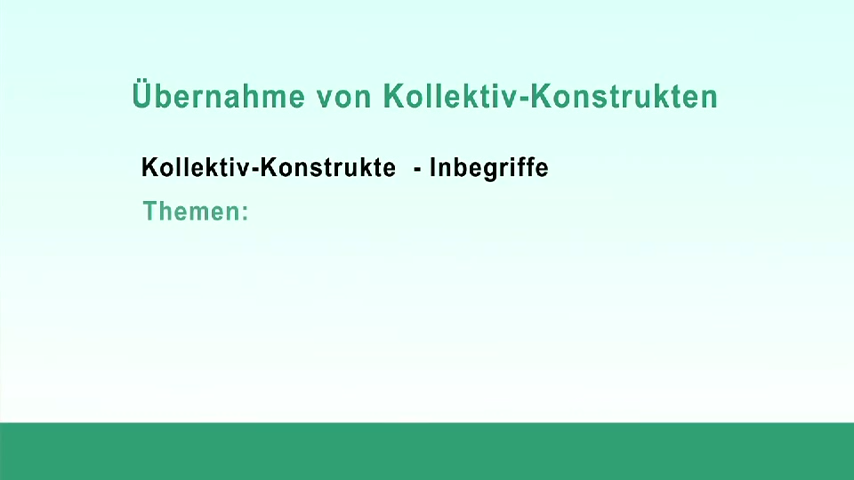 Übernahme von Kollektiv-Konstrukten
Kollektiv-Konstrukte - Inbegriffe
Themen: